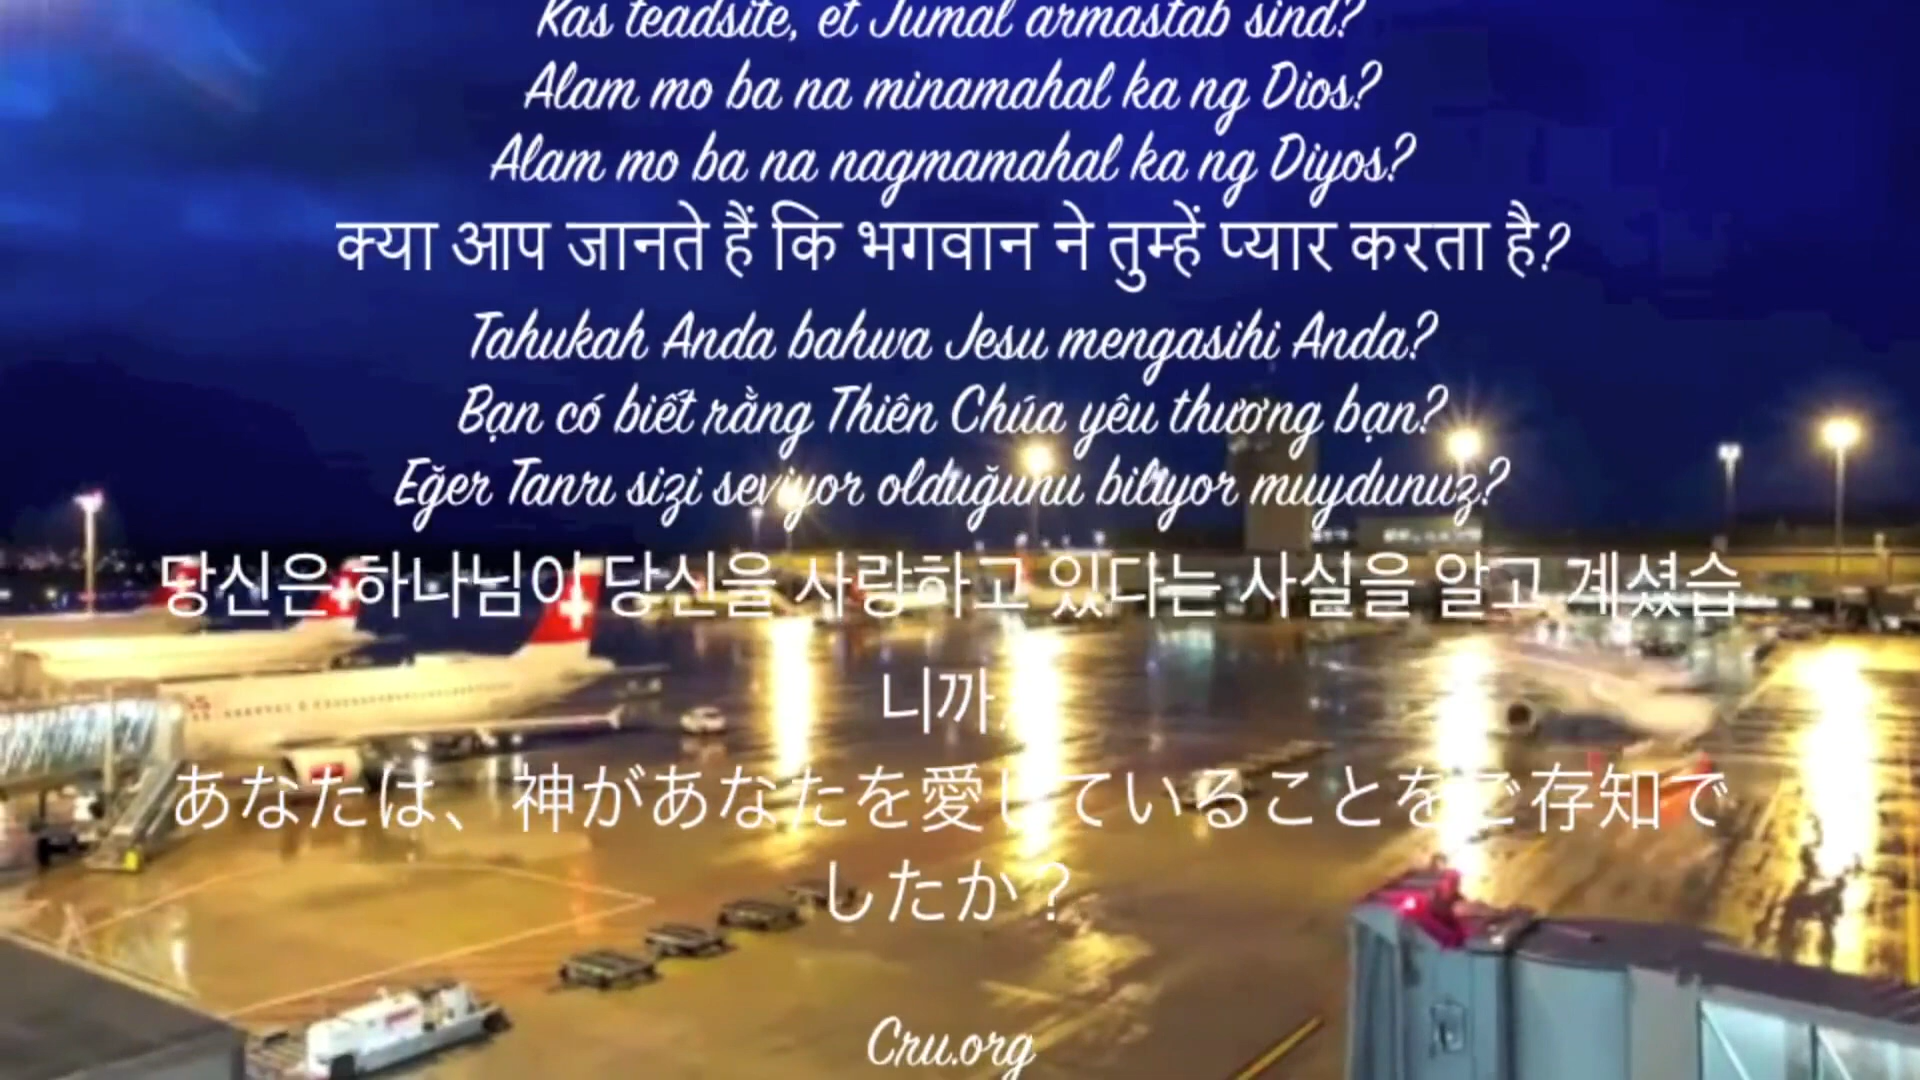 Kas teadsite, et Jumal armastab sind?
Alam mo ba na minamahal ka ng Dios?
Alam mo ba na nagmamahal ka ng Diyos?
क्या आप जानते हैं कि भगवान ने तुम्हें प्यार करता है?
Tahukah Anda bahwa Jesu mengasihi Anda?
Bạn có biết rằng Thiên Chúa yêu thương bạn?
Eğer Tanrı sizi seviyor olduğunu biliyor muydunuz?
당신은 하나님이 당신을 사랑하고 있다는 사실을 알고 계셨습
니까.
あなたは、神があなたを愛していることをご存知で
したか？
Cru.org